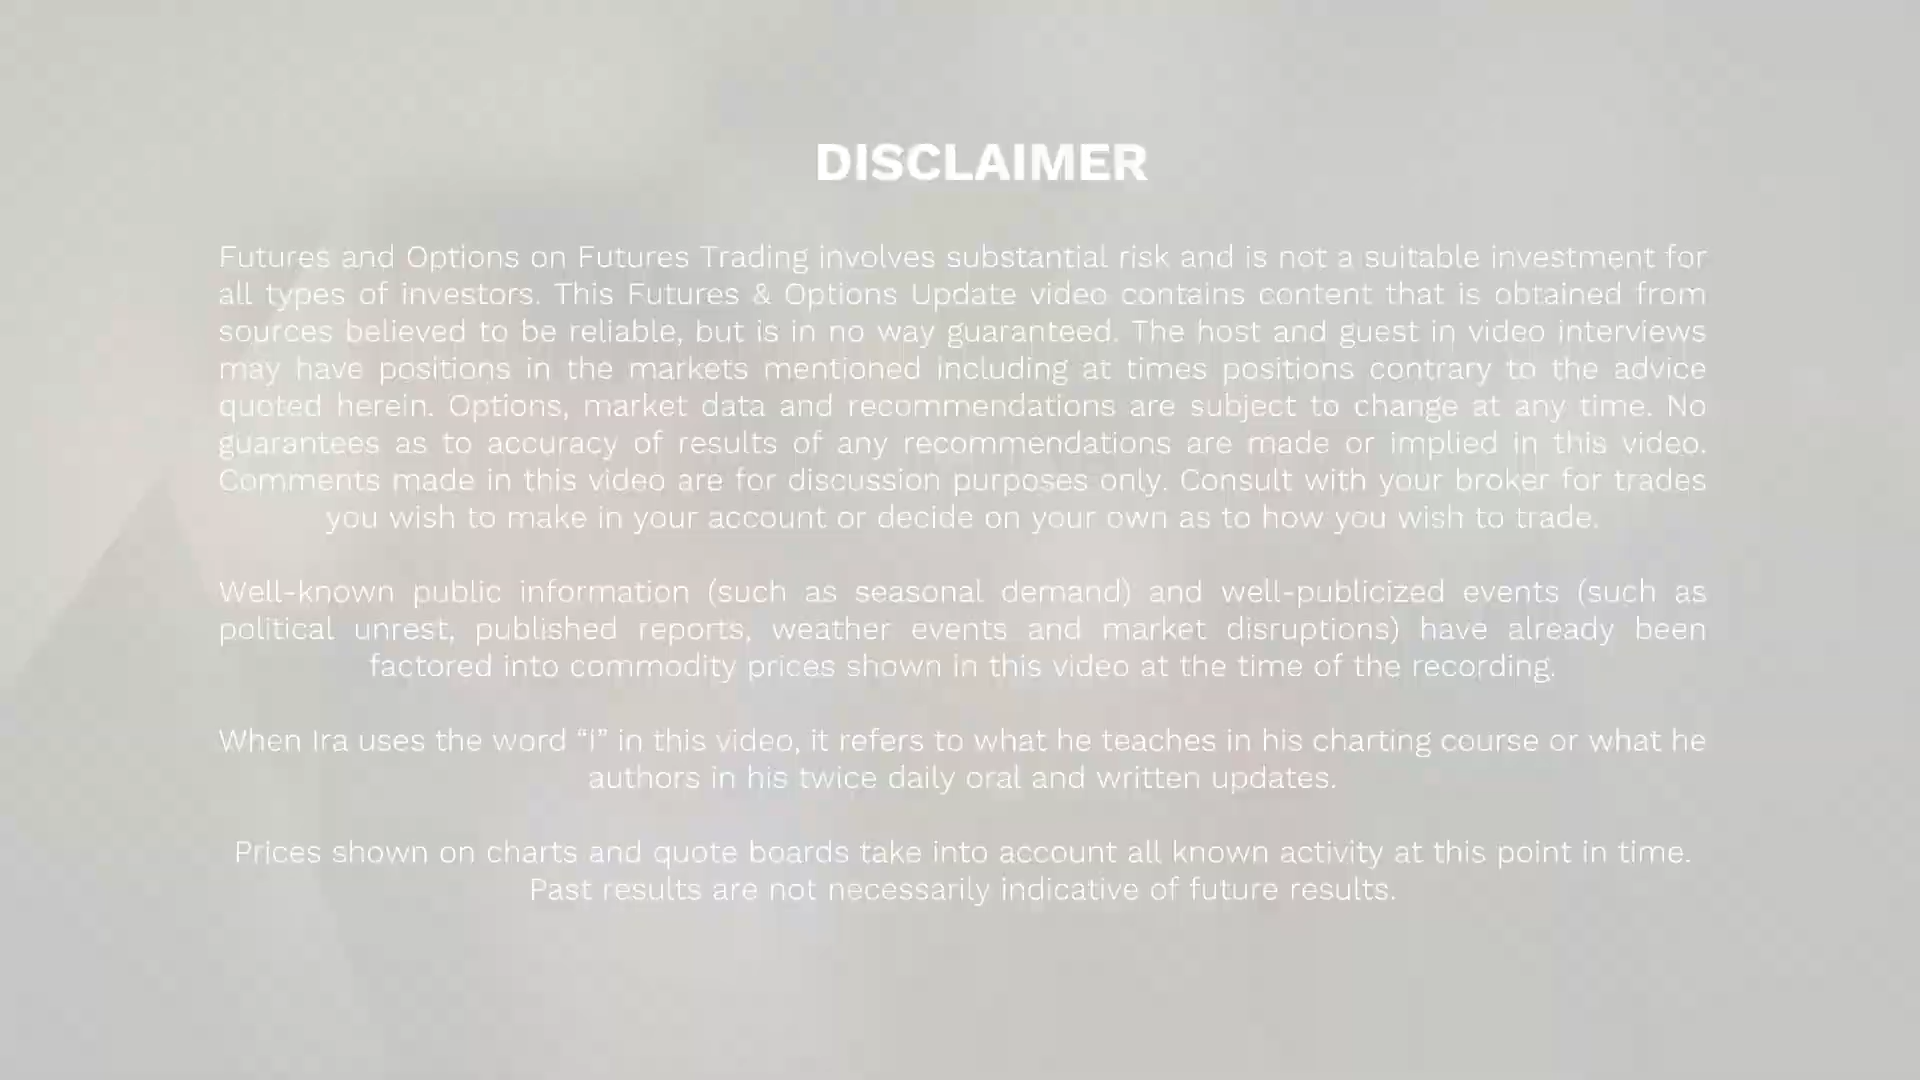 DISCLAIMER
Futures and Options on Futures Trading involves substantial risk and is not a suitable investment for
all types of investors. This Futures & Options Update video contains content that is obtained from
sources believed to be reliable, but is in no way guaranteed. The host and guest in video interviews
may have positions in the markets mentioned including at times positions contrary to the advice
quoted herein. Options, market data and recommendations are subject to change at any time. No
guarantees as to accuracy of results of any recommendations are made or implied in this video.
Comments made in this video are for discussion purposes only. Consult with your broker for trades
you wish to make in your account or decide on your own as to how you wish to trade.
Well-known public information (such as seasonal demand) and well-publicized events (such as
political unrest, published reports, weather events and market disruptions) have already been
factored into commodity prices shown in this video at the time of the recording.
When Ira uses the word “I” in this video, it refers to what he teaches in his charting course or what he
authors in his twice daily oral and written updates.
Prices shown on charts and quote boards take into account all known activity at this point in time.
Past results are not necessarily indicative of future results.